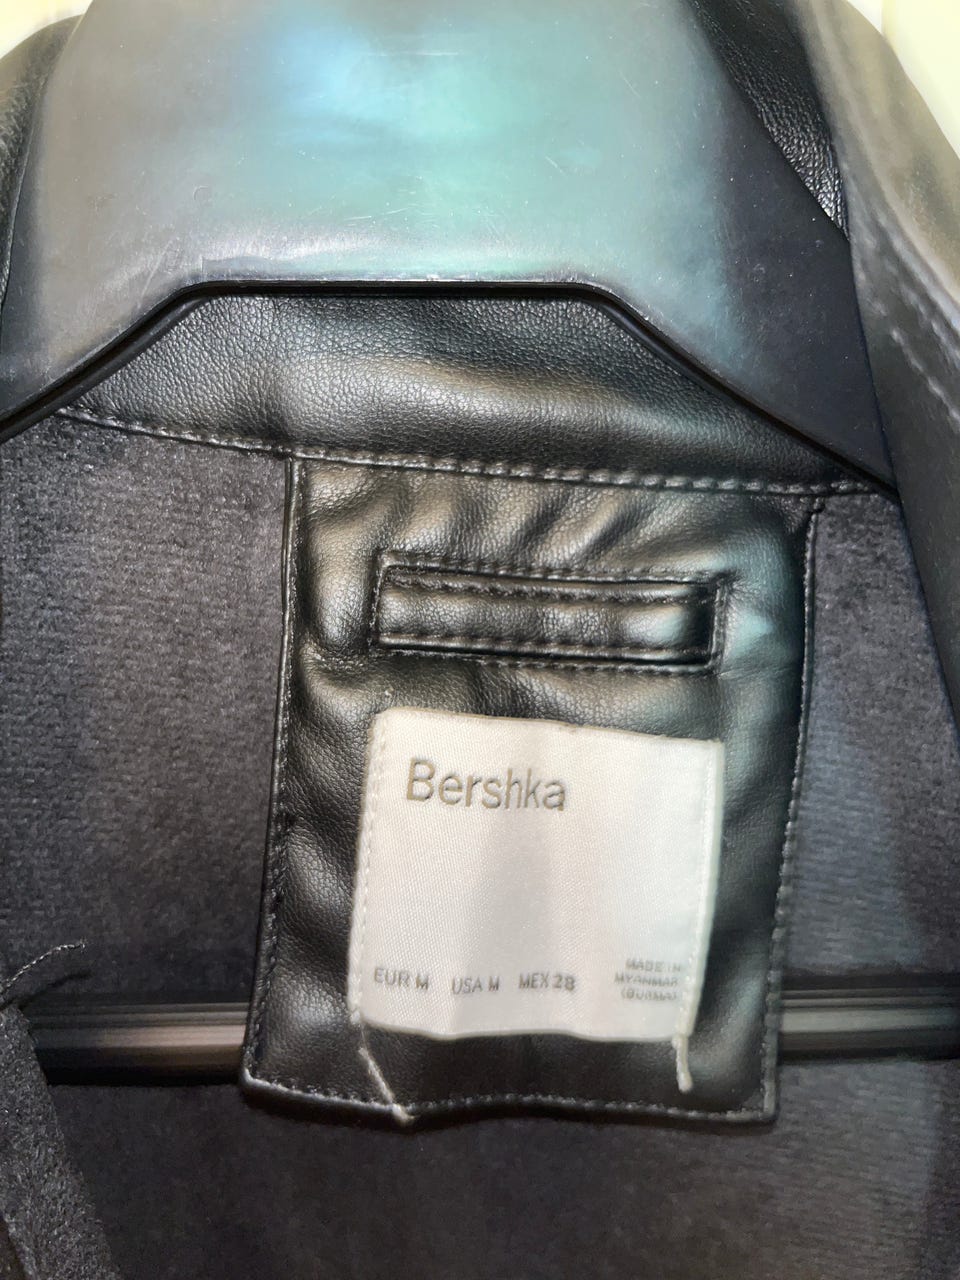 Bershka
EUR M USA M MEX 28
MADE IN
MYANMAR
(BURMA)